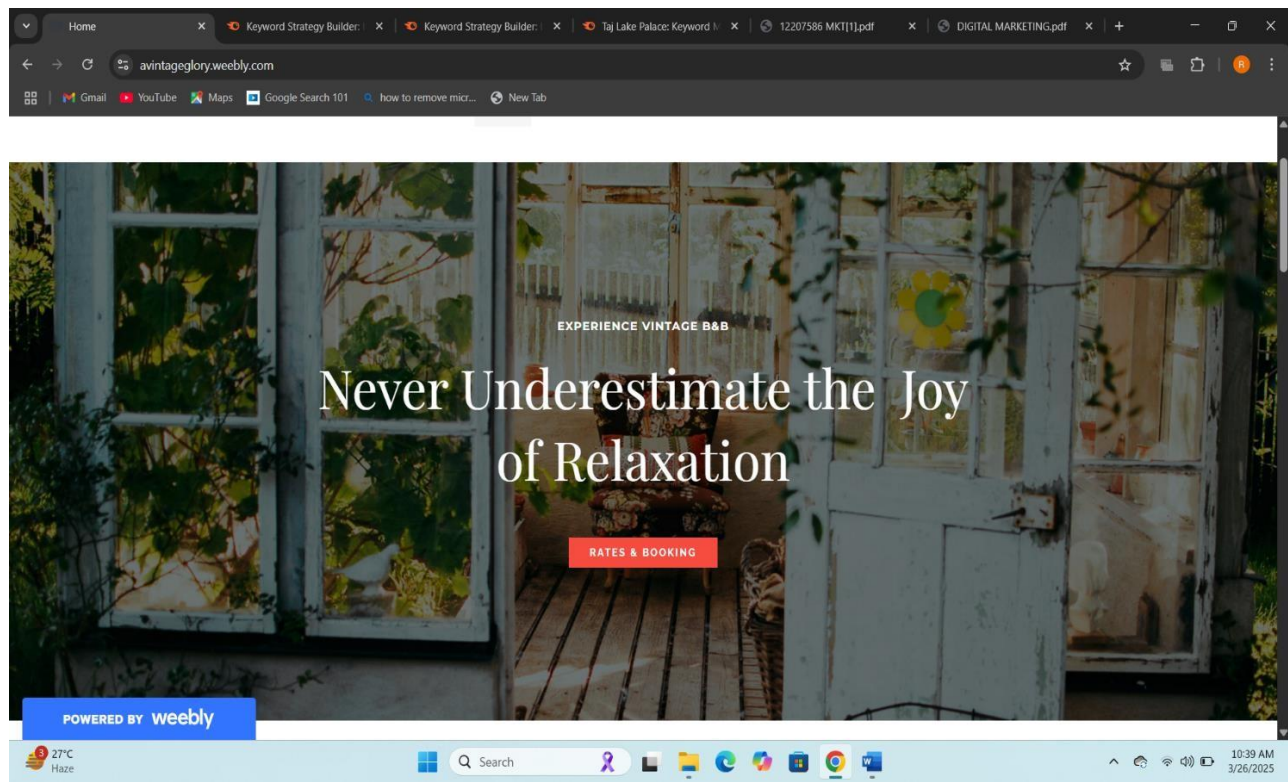 Home
Keyword Strategy Builder:
Keyword Strategy Builder:
Taj Lake Palace: Keyword M
12207586 MKT[1].pdf
DIGITAL MARKETING.pdf
avintageglory.weebly.com
R
Gmail
YouTube
Maps
Google Search 101
how to remove micr...
New Tab
EXPERIENCE VINTAGE B&B
Never Underestimate the Joy
of Relaxation
RATES & BOOKING
POWERED BY weebly
3
27°C
Haze
Search
10:39 AM
3/26/2025